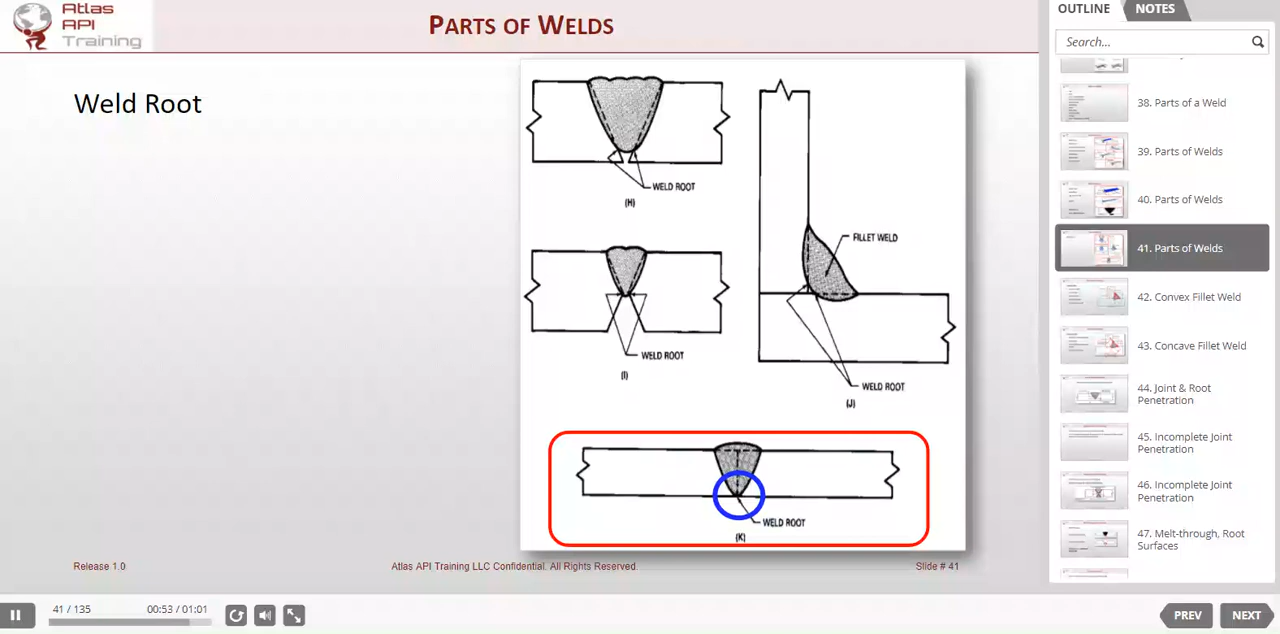 Atlas
API
Training
PARTS OF WELDS
Weld Root
WELD ROOT
(H)
WELD ROOT
(I)
FILLET WELD
WELD ROOT
(J)
WELD ROOT
(K)
Release 1.0
Atlas API Training LLC Confidential. All Rights Reserved.
Slide # 41
OUTLINE
NOTES
Search...
38. Parts of a Weld
39. Parts of Welds
40. Parts of Welds
41. Parts of Welds
42. Convex Fillet Weld
43. Concave Fillet Weld
44. Joint & Root
Penetration
45. Incomplete Joint
Penetration
46. Incomplete Joint
Penetration
47. Melt-through, Root
Surfaces
41 / 135
00:53 / 01:01
PREV
NEXT